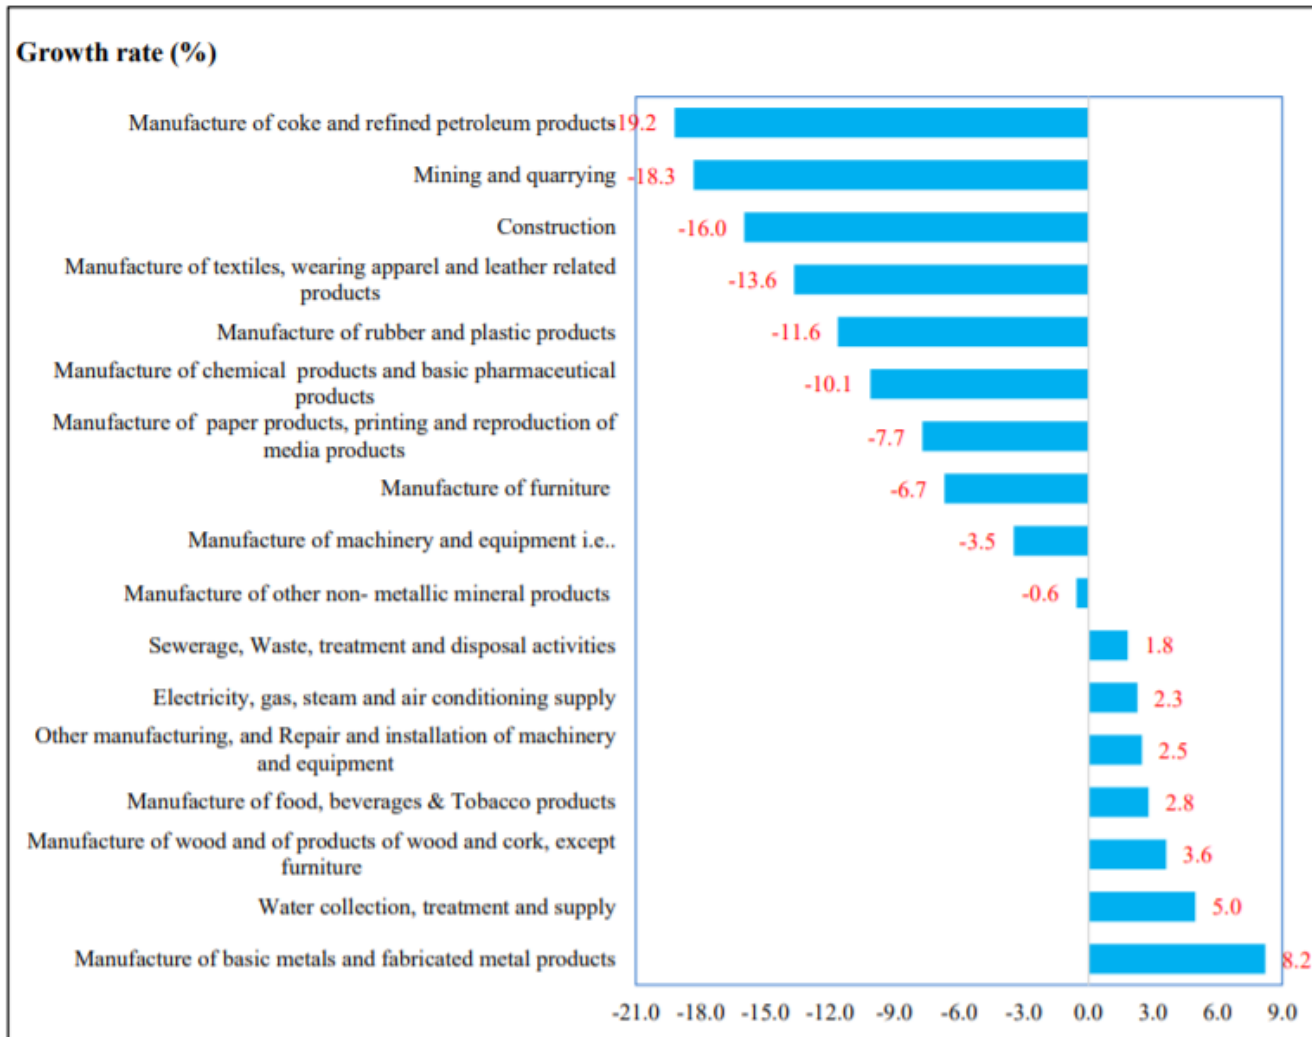 Growth rate (%)
Manufacture of coke and refined petroleum products
-19.2
Mining and quarrying
-18.3
Construction
-16.0
Manufacture of textiles, wearing apparel and leather related
products
-13.6
Manufacture of rubber and plastic products
-11.6
Manufacture of chemical products and basic pharmaceutical
products
-10.1
Manufacture of paper products, printing and reproduction of
media products
-7.7
Manufacture of furniture
-6.7
Manufacture of machinery and equipment i.e..
-3.5
Manufacture of other non- metallic mineral products
-0.6
Sewerage, Waste, treatment and disposal activities
1.8
Electricity, gas, steam and air conditioning supply
2.3
Other manufacturing, and Repair and installation of machinery
and equipment
2.5
Manufacture of food, beverages & Tobacco products
2.8
Manufacture of wood and of products of wood and cork, except
furniture
3.6
Water collection, treatment and supply
5.0
Manufacture of basic metals and fabricated metal products
8.2
-21.0 -18.0 -15.0 -12.0 -9.0 -6.0 -3.0 0.0 3.0 6.0 9.0